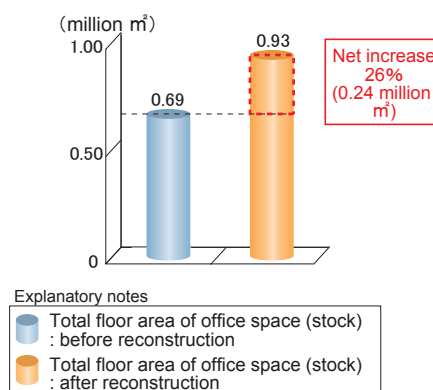 (million ㎡)
1.00
0.93
Net increase
26%
(0.24 million
㎡)
0.69
0.50
0
Explanatory notes
Total floor area of office space (stock)
: before reconstruction
Total floor area of office space (stock)
: after reconstruction